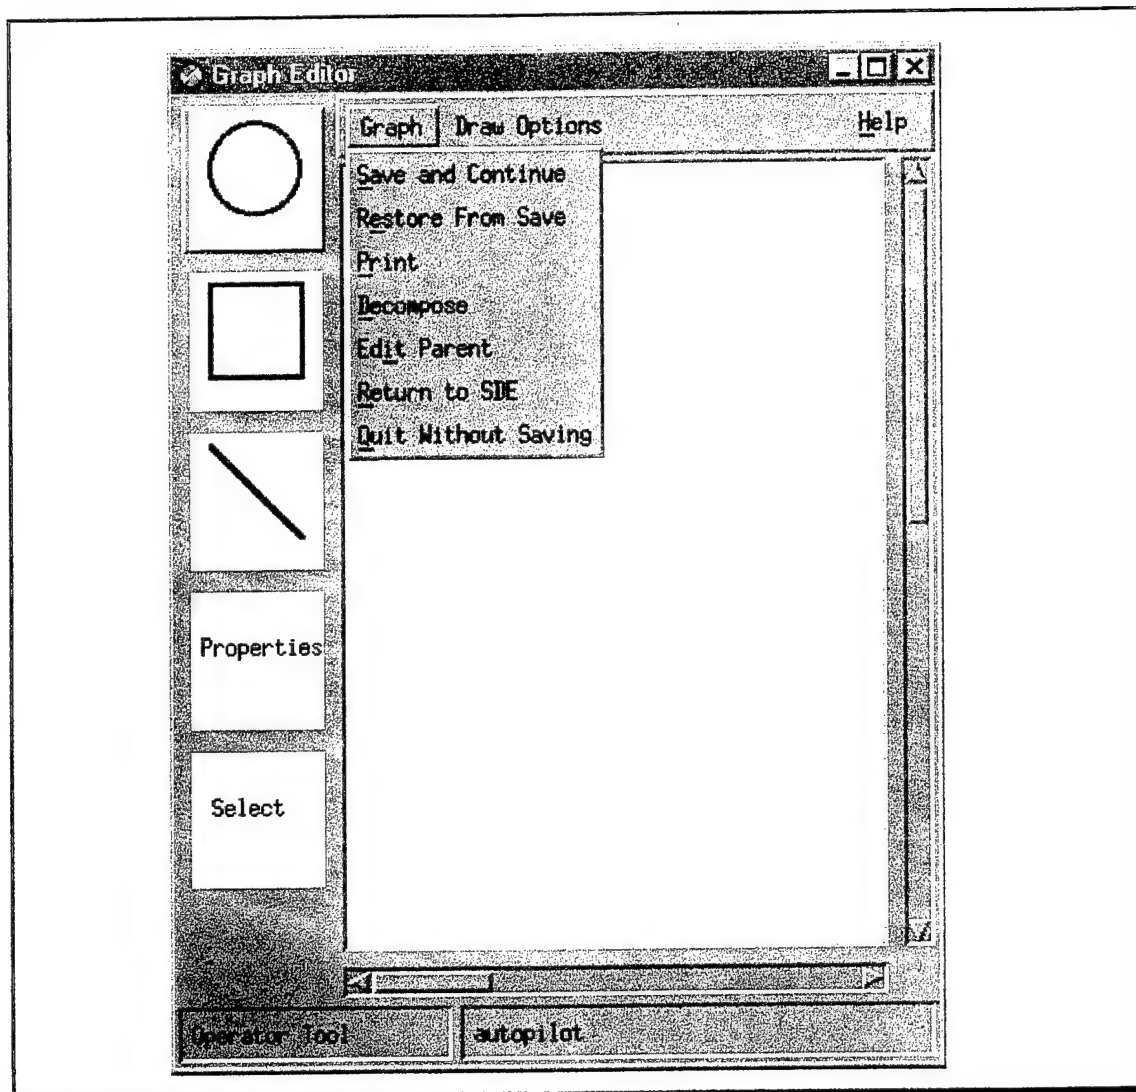 Graph Editor
Graph Draw Options Help
Save and Continue
Restore From Save
Print
Decompose
Edit Parent
Return to SDE
Quit Without Saving
Properties
Select
Operator Tool
autopilot